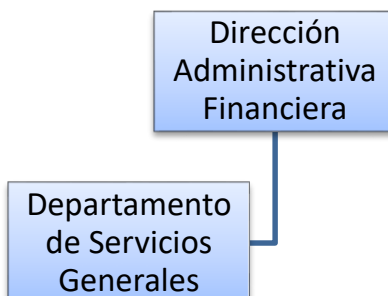 Dirección
Administrativa
Financiera
Departamento
de Servicios
Generales